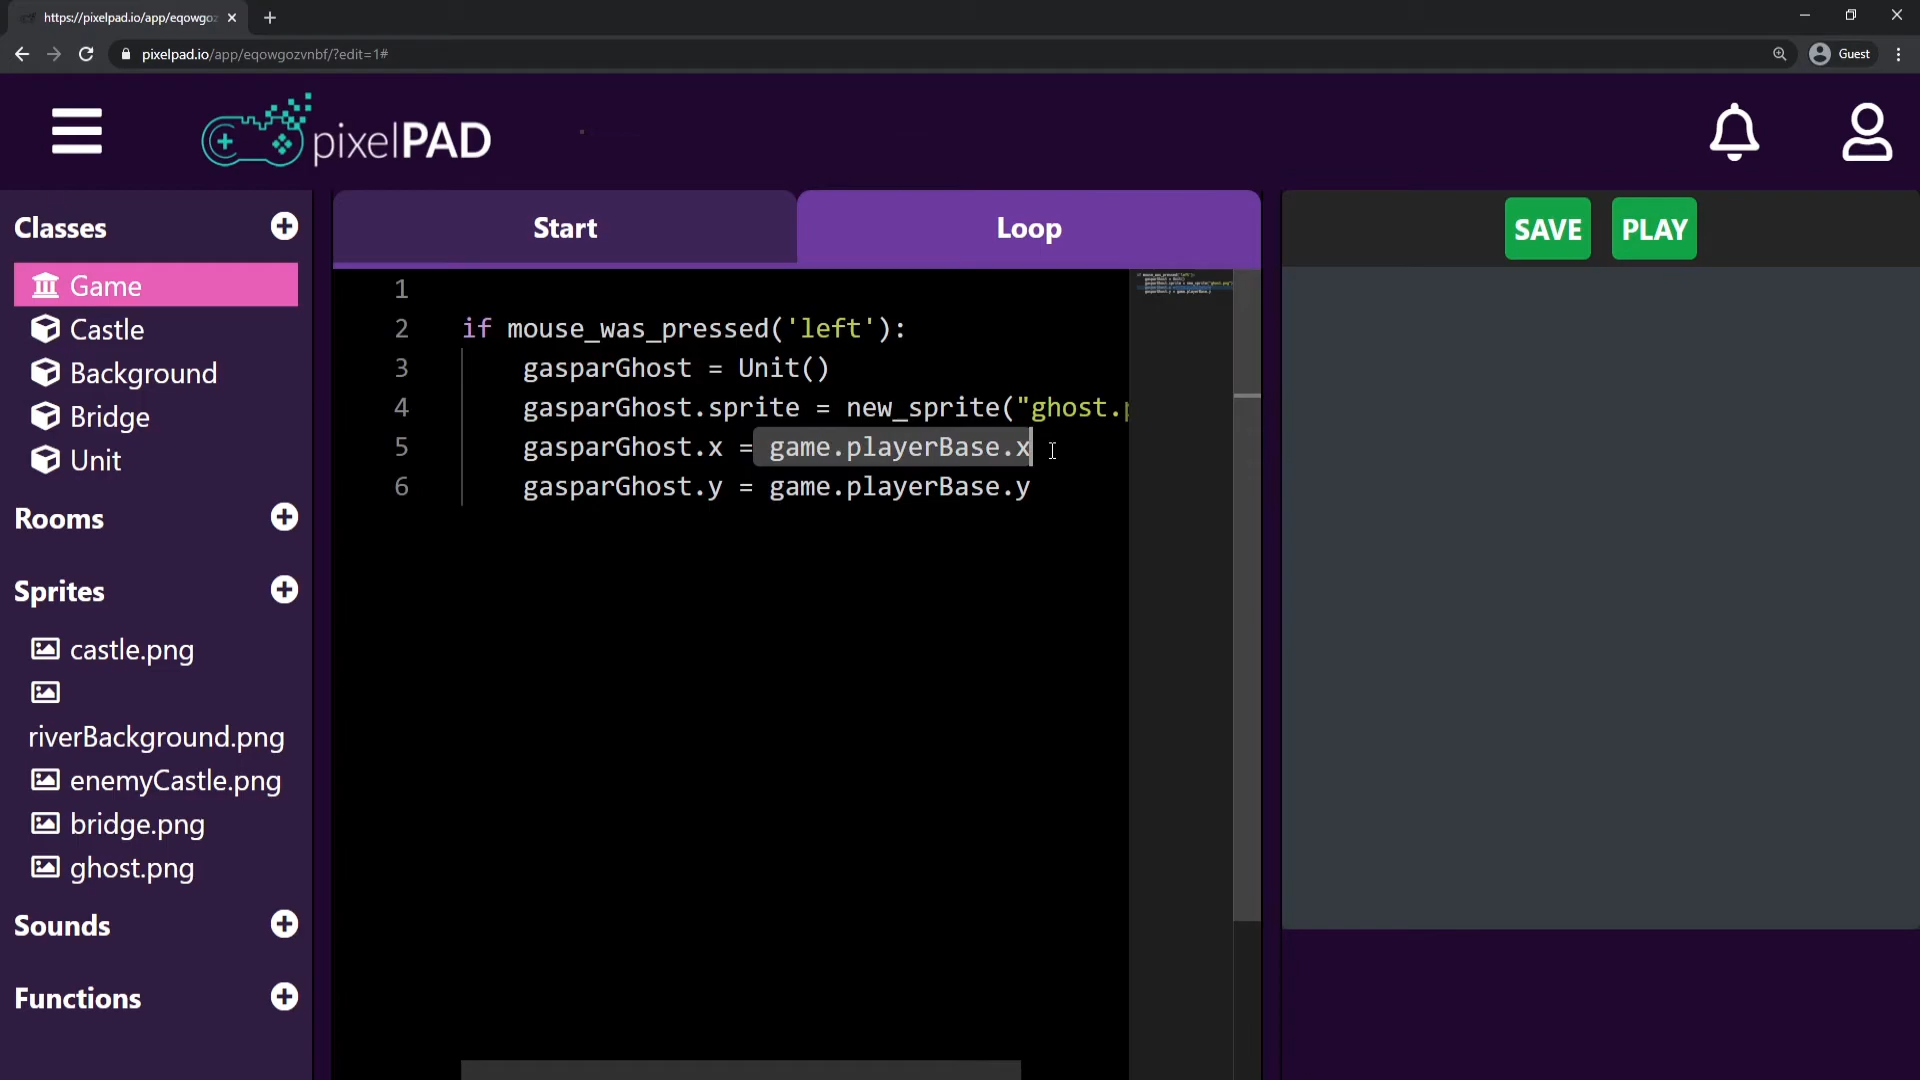 https://pixelpad.io/app/eqowgoz
pixelpad.io/app/eqowgozvnbf/?edit=1#
Guest
pixelPAD
Classes
Game
Castle
Background
Bridge
Unit
Rooms
Sprites
castle.png
riverBackground.png
enemyCastle.png
bridge.png
ghost.png
Sounds
Functions
Start
Loop
1
2 if mouse_was_pressed('left'):
3 gasparGhost = Unit()
4 gasparGhost.sprite = new_sprite("ghost.p
5 gasparGhost.x = game.playerBase.x
6 gasparGhost.y = game.playerBase.y
SAVE
PLAY